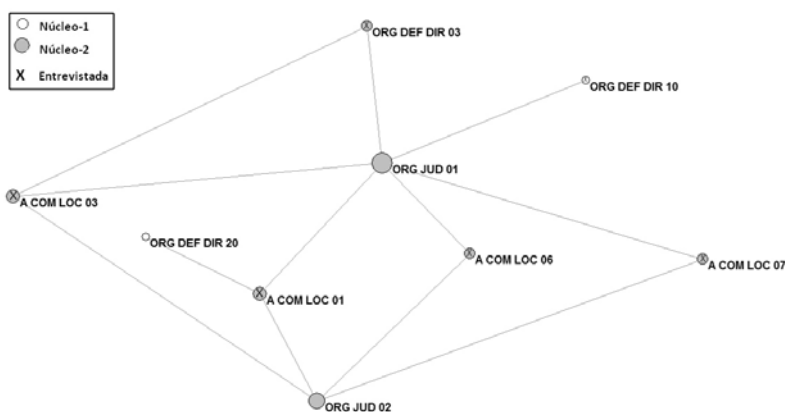 Núcleo-1
Núcleo-2
X Entrevistada
ORG DEF DIR 03
ORG DEF DIR 10
ORG JUD 01
A COM LOC 03
ORG DEF DIR 20
A COM LOC 06
A COM LOC 07
A COM LOC 01
ORG JUD 02